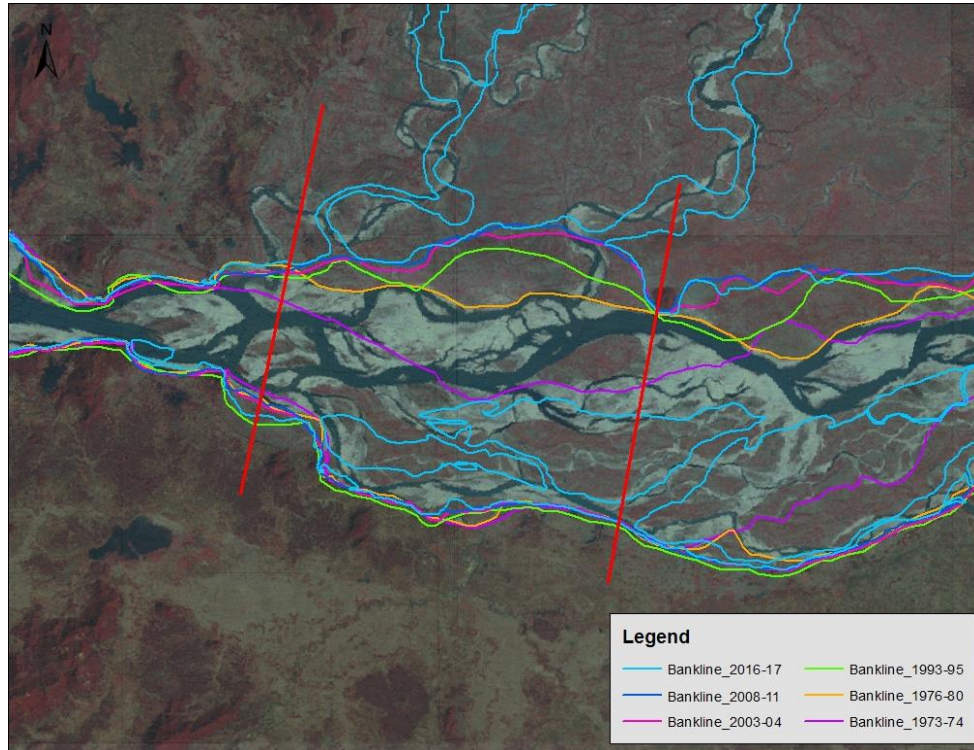 N
Legend
Bankline_2016-17
Bankline_1993-95
Bankline_2008-11
Bankline_1976-80
Bankline_2003-04
Bankline_1973-74